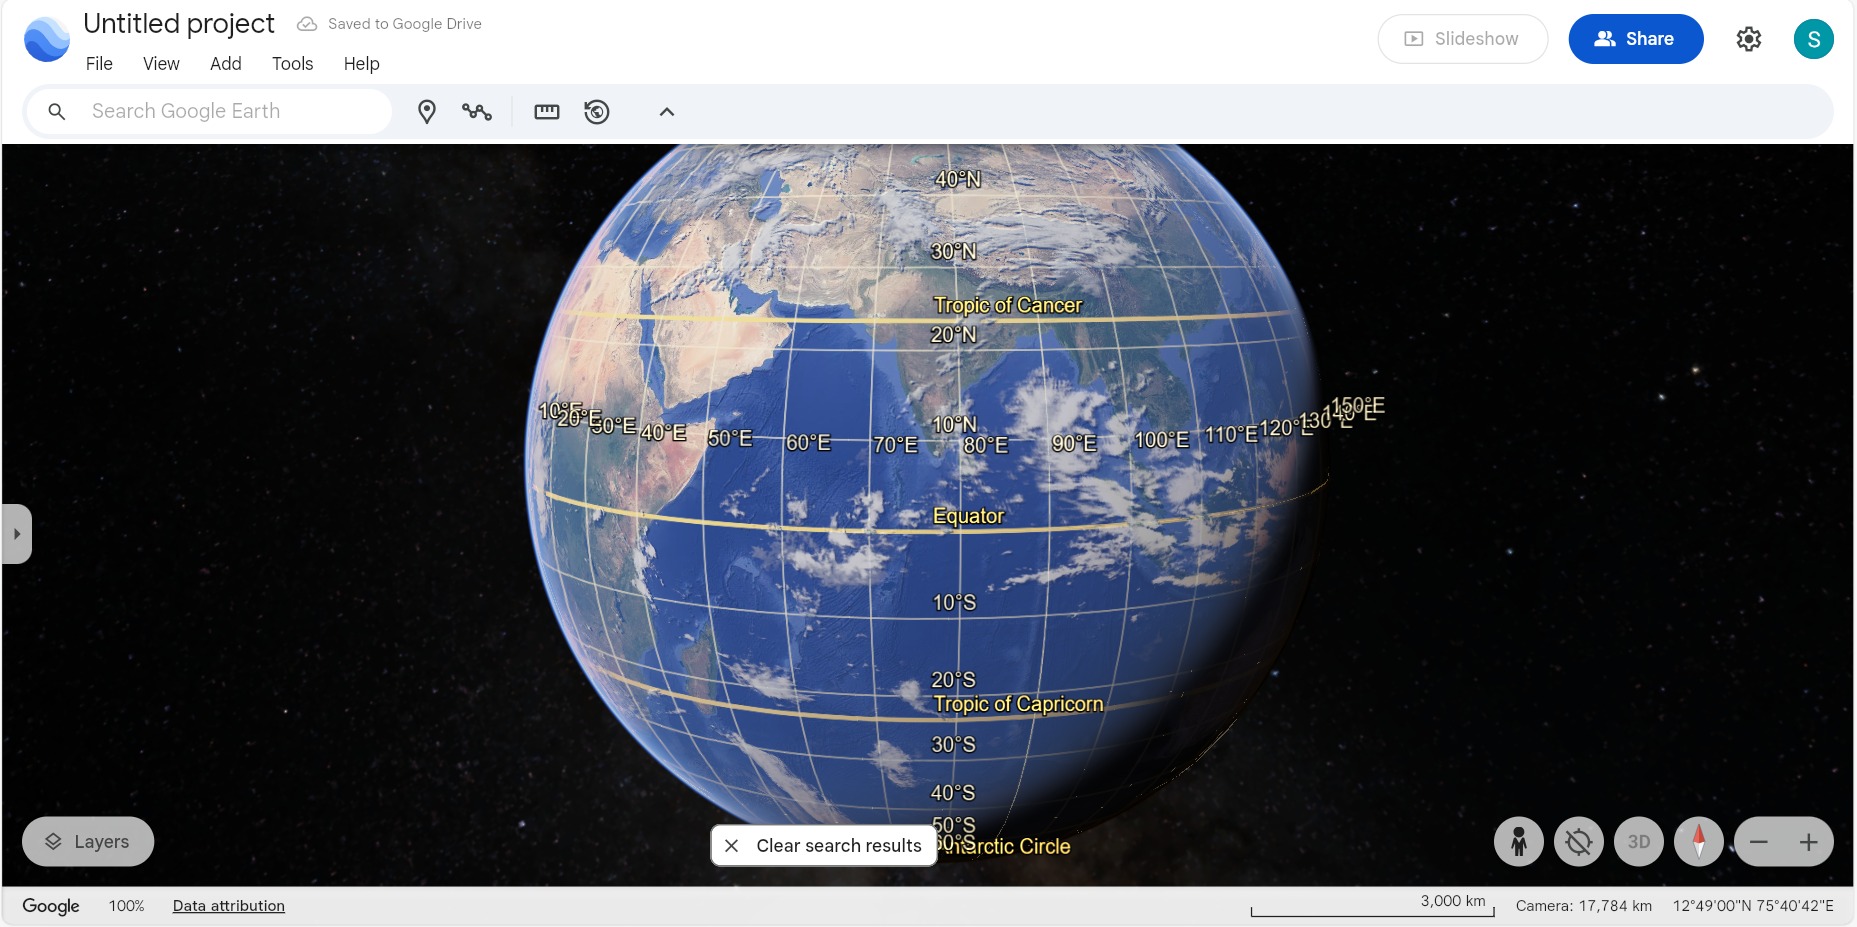 Untitled project
Saved to Google Drive
File View Add Tools Help
Slideshow
Share
S
Search Google Earth
40°N
30°N
Tropic of Cancer
20°N
10°N
10°E 20°E 30°E 40°E 50°E 60°E 70°E 80°E 90°E 100°E 110°E 120°E 130°E 140°E 150°E
Equator
10°S
20°S
Tropic of Capricorn
30°S
40°S
50°S
60°S
Antarctic Circle
Layers
Clear search results
3D
Google 100% Data attribution
3,000 km Camera: 17,784 km 12°49'00"N 75°40'42"E